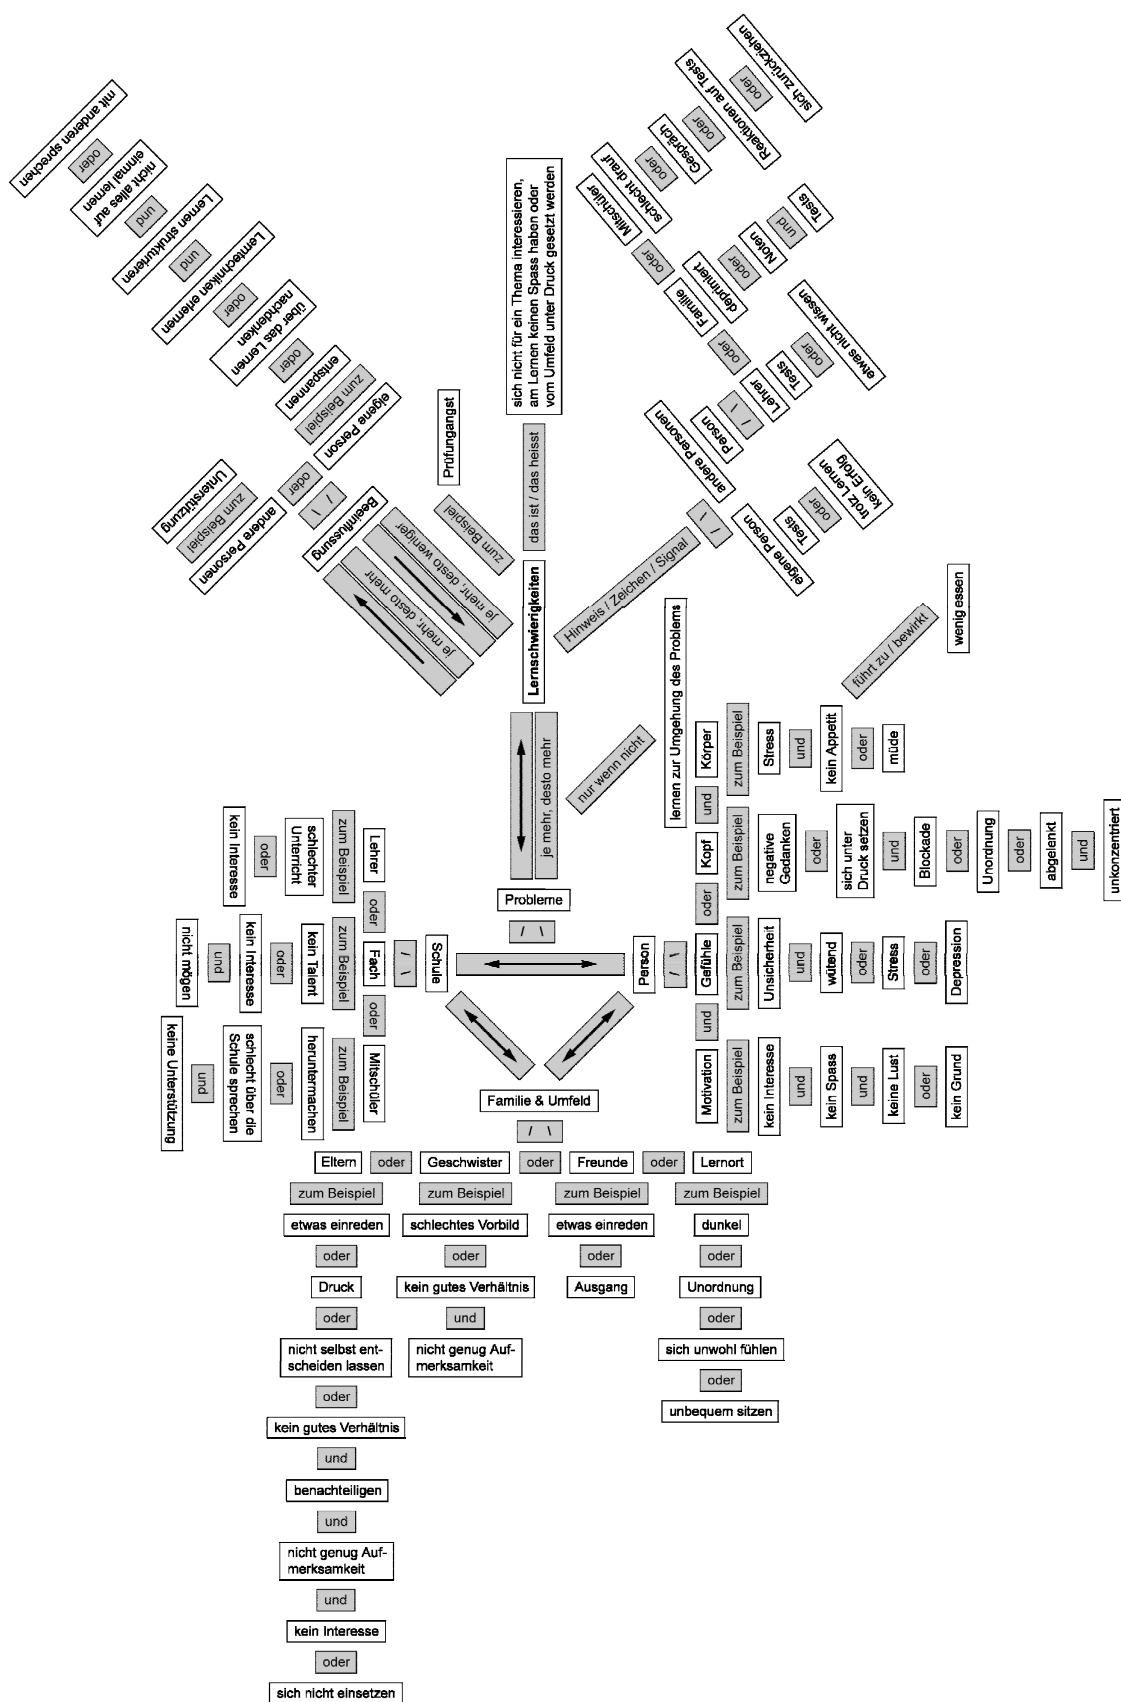 mit anderen sprechen
oder
nicht alles auf
einmal lernen
und
Lernen strukturieren
und
Lerntechniken erlernen
oder
über das Lernen
nachdenken
oder
entspannen
zum Beispiel
eigene Person
oder
Unterstützung
zum Beispiel
andere Personen
/ \
Beeinflussung
je mehr, desto weniger
je mehr, desto mehr
Prüfungangst
zum Beispiel
sich nicht für ein Thema interessieren,
am Lernen keinen Spass haben oder
vom Umfeld unter Druck gesetzt werden
das ist / das heisst
Lernschwierigkeiten
Hinweis / Zeichen / Signal
/ \
andere Personen
Person
/ \
Lehrer
oder
Familie
oder
Mitschüler
schlecht drauf
oder
Gespräch
oder
Reaktionen auf Tests
oder
sich zurückziehen
deprimiert
oder
Noten
und
Tests
Tests
oder
etwas nicht wissen
eigene Person
Tests
oder
trotz Lernen
kein Erfolg
je mehr, desto mehr
nur wenn nicht
lernen zur Umgehung des Problems
führt zu / bewirkt
wenig essen
Probleme
/ \
Schule
/ \
Lehrer
oder
Fach
oder
Mitschüler
zum Beispiel
schlechter
Unterricht
oder
kein Interesse
zum Beispiel
kein Talent
oder
kein Interesse
und
nicht mögen
zum Beispiel
heruntermachen
oder
schlecht über die
Schule sprechen
und
keine Unterstützung
Person
/ \
Körper
und
Kopf
oder
Gefühle
und
Motivation
zum Beispiel
Stress
und
kein Appetit
oder
müde
zum Beispiel
negative
Gedanken
oder
sich unter
Druck setzen
und
Blockade
oder
Unordnung
oder
abgelenkt
und
unkonzentriert
zum Beispiel
Unsicherheit
und
wütend
oder
Stress
oder
Depression
zum Beispiel
kein Interesse
und
kein Spass
und
keine Lust
oder
kein Grund
Familie & Umfeld
/ \
Eltern
oder
Geschwister
oder
Freunde
oder
Lernort
zum Beispiel
etwas einreden
oder
Druck
oder
nicht selbst ent-
scheiden lassen
oder
kein gutes Verhältnis
und
benachteiligen
und
nicht genug Auf-
merksamkeit
und
kein Interesse
oder
sich nicht einsetzen
zum Beispiel
schlechtes Vorbild
oder
kein gutes Verhältnis
und
nicht genug Auf-
merksamkeit
zum Beispiel
etwas einreden
oder
Ausgang
zum Beispiel
dunkel
oder
Unordnung
oder
sich unwohl fühlen
oder
unbequem sitzen